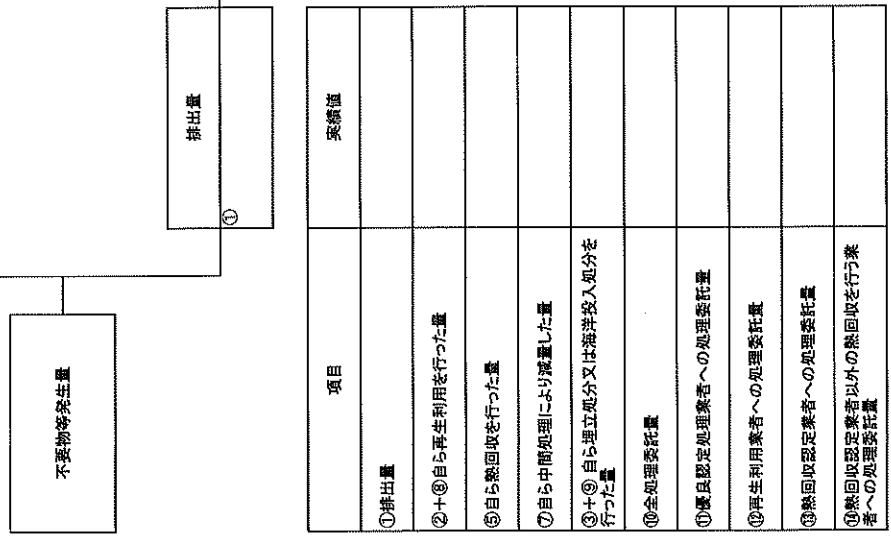 不要物等発生量
排出量
①
項目
実績値
①排出量
②+⑧自ら再生利用を行った量
⑤自ら熱回収を行った量
⑦自ら中間処理により減量した量
③+⑨ 自ら埋立処分又は海洋投入処分を
行った量
⑩全処理委託量
⑪優良認定処理業者への処理委託量
⑫再生利用業者への処理委託量
⑬熱回収認定業者への処理委託量
⑭熱回収認定業者以外の熱回収を行う業
者への処理委託量